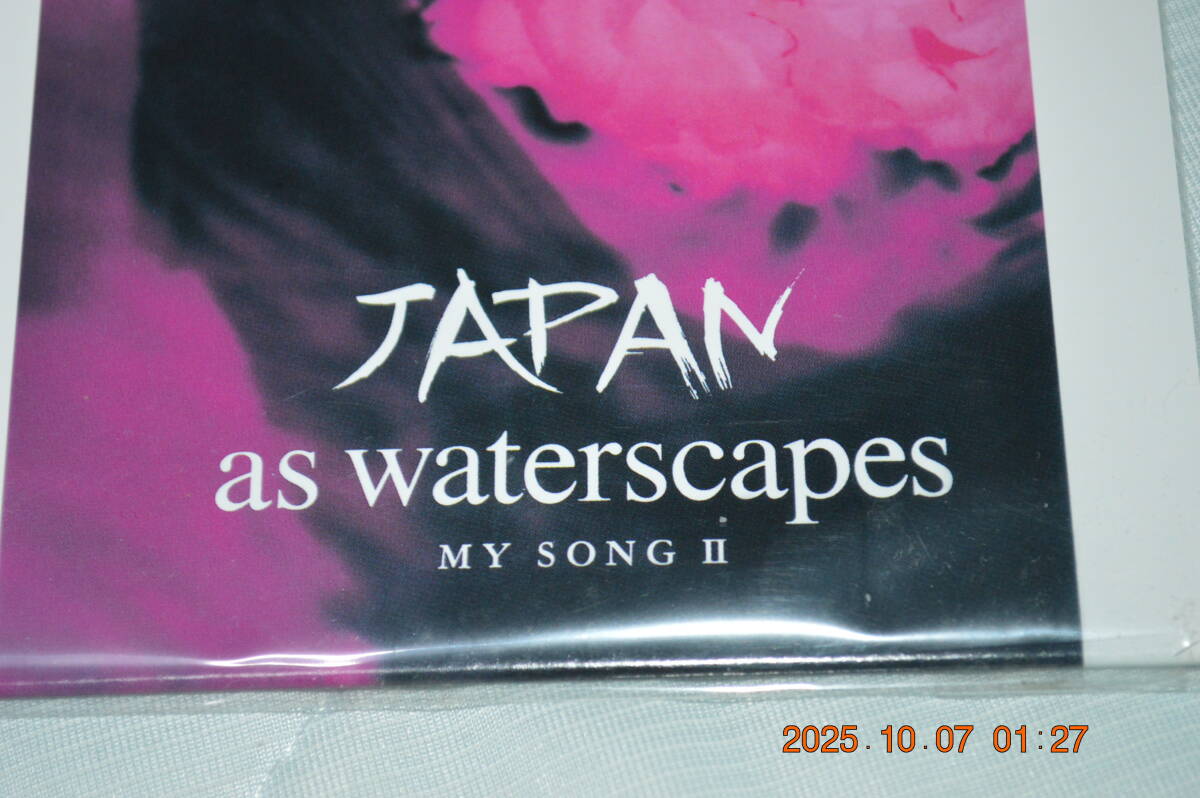 JAPAN
as waterscapes
MY SONG II
2025.10.07 01:27